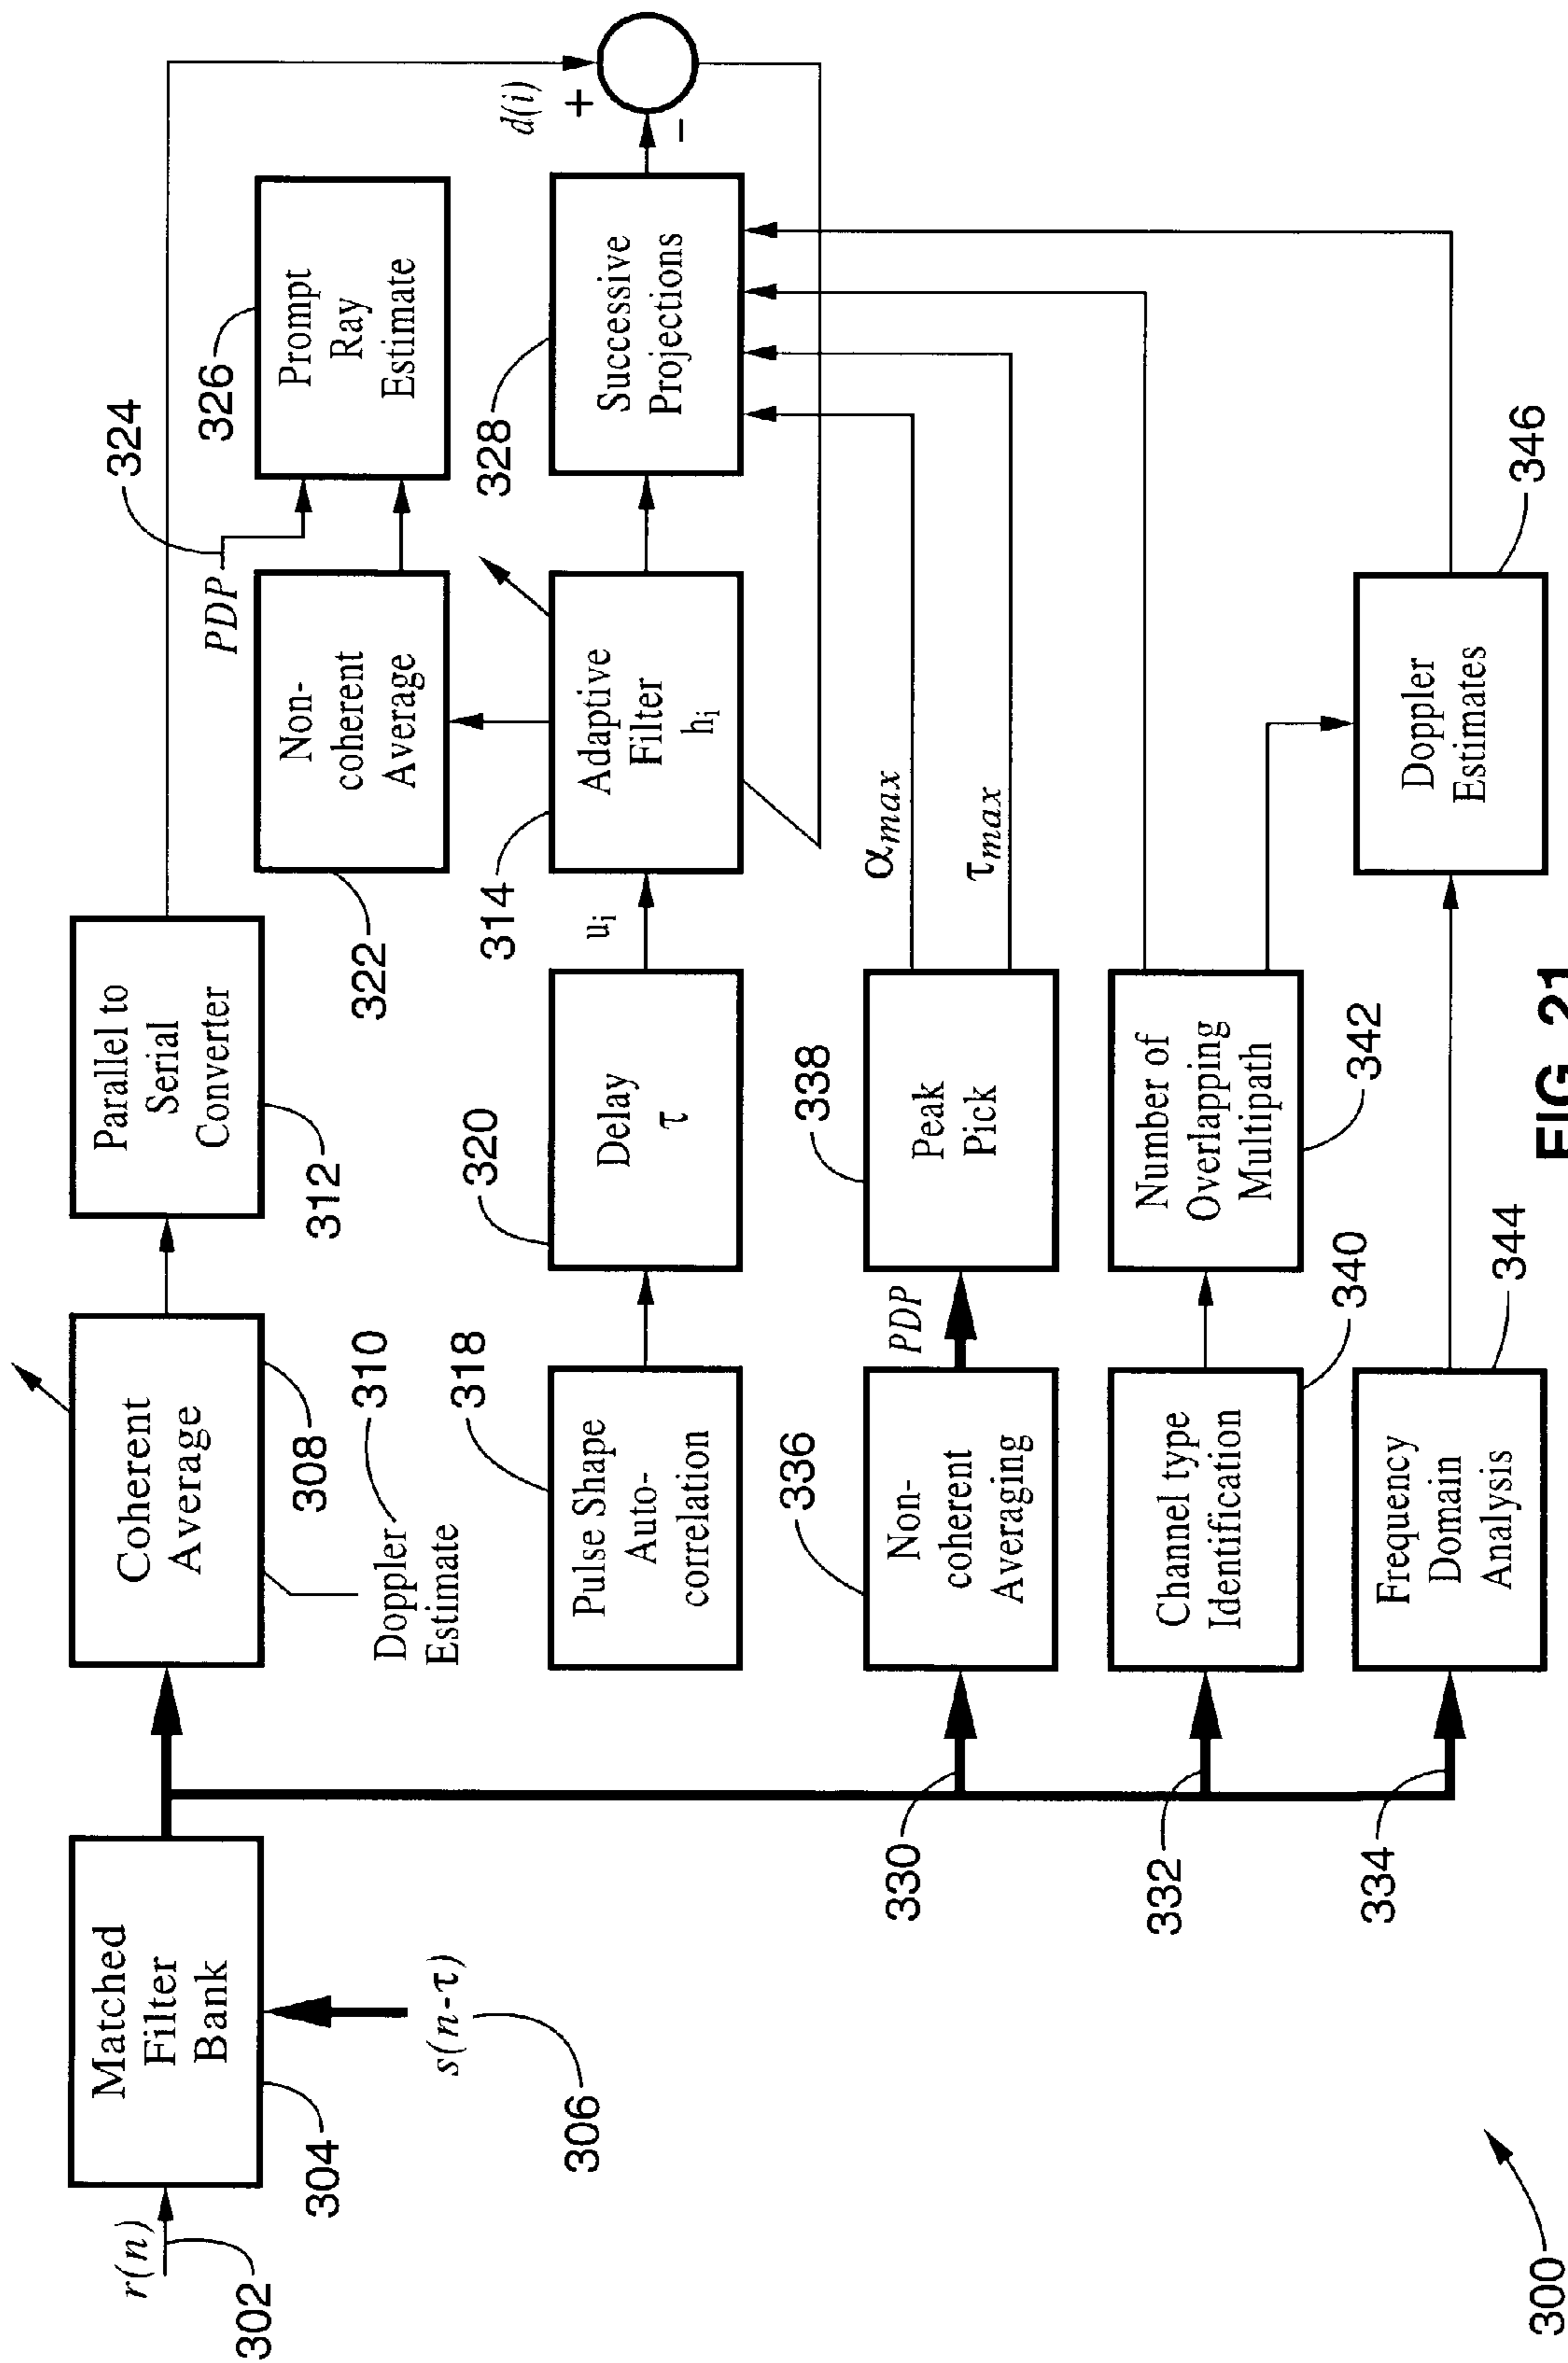 r(n)
302
Matched
Filter
Bank
304
s(n-τ)
306
Coherent
Average
308
Doppler
Estimate
310
Parallel to
Serial
Converter
312
Pulse Shape
Auto-
correlation
318
Delay
τ
320
u_i
Adaptive
Filter
h_i
314
Non-
coherent
Average
322
PDP
324
Prompt
Ray
Estimate
326
Successive
Projections
328
d(i)
+
-
330
Non-
coherent
Averaging
336
PDP
Peak
Pick
338
α_max
τ_max
332
Channel type
Identification
340
Number of
Overlapping
Multipath
342
334
Frequency
Domain
Analysis
344
Doppler
Estimates
346
300
FIG. 21